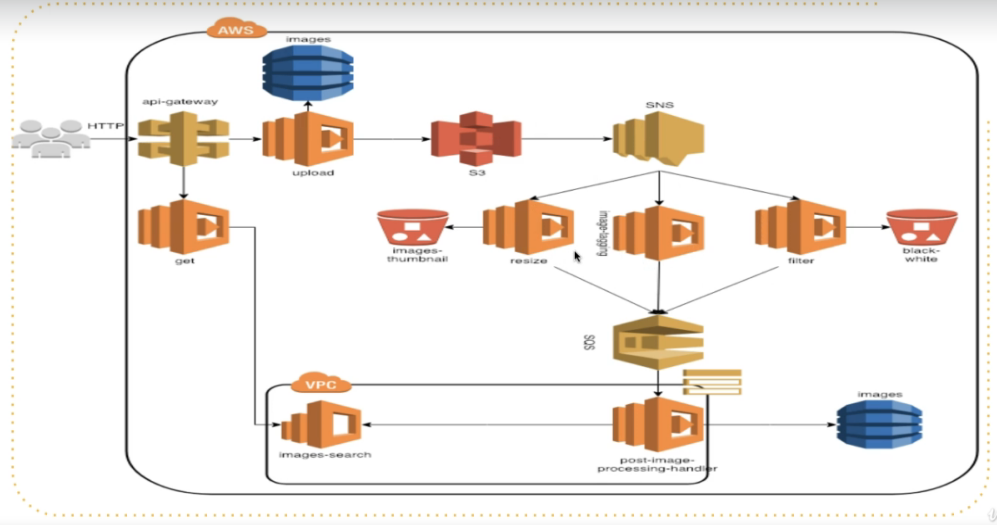 AWS
images
api-gateway
HTTP
upload
S3
SNS
get
images-
thumbnail
resize
image-tagging
filter
black-
white
SQS
VPC
images-search
post-image-
processing-handler
images